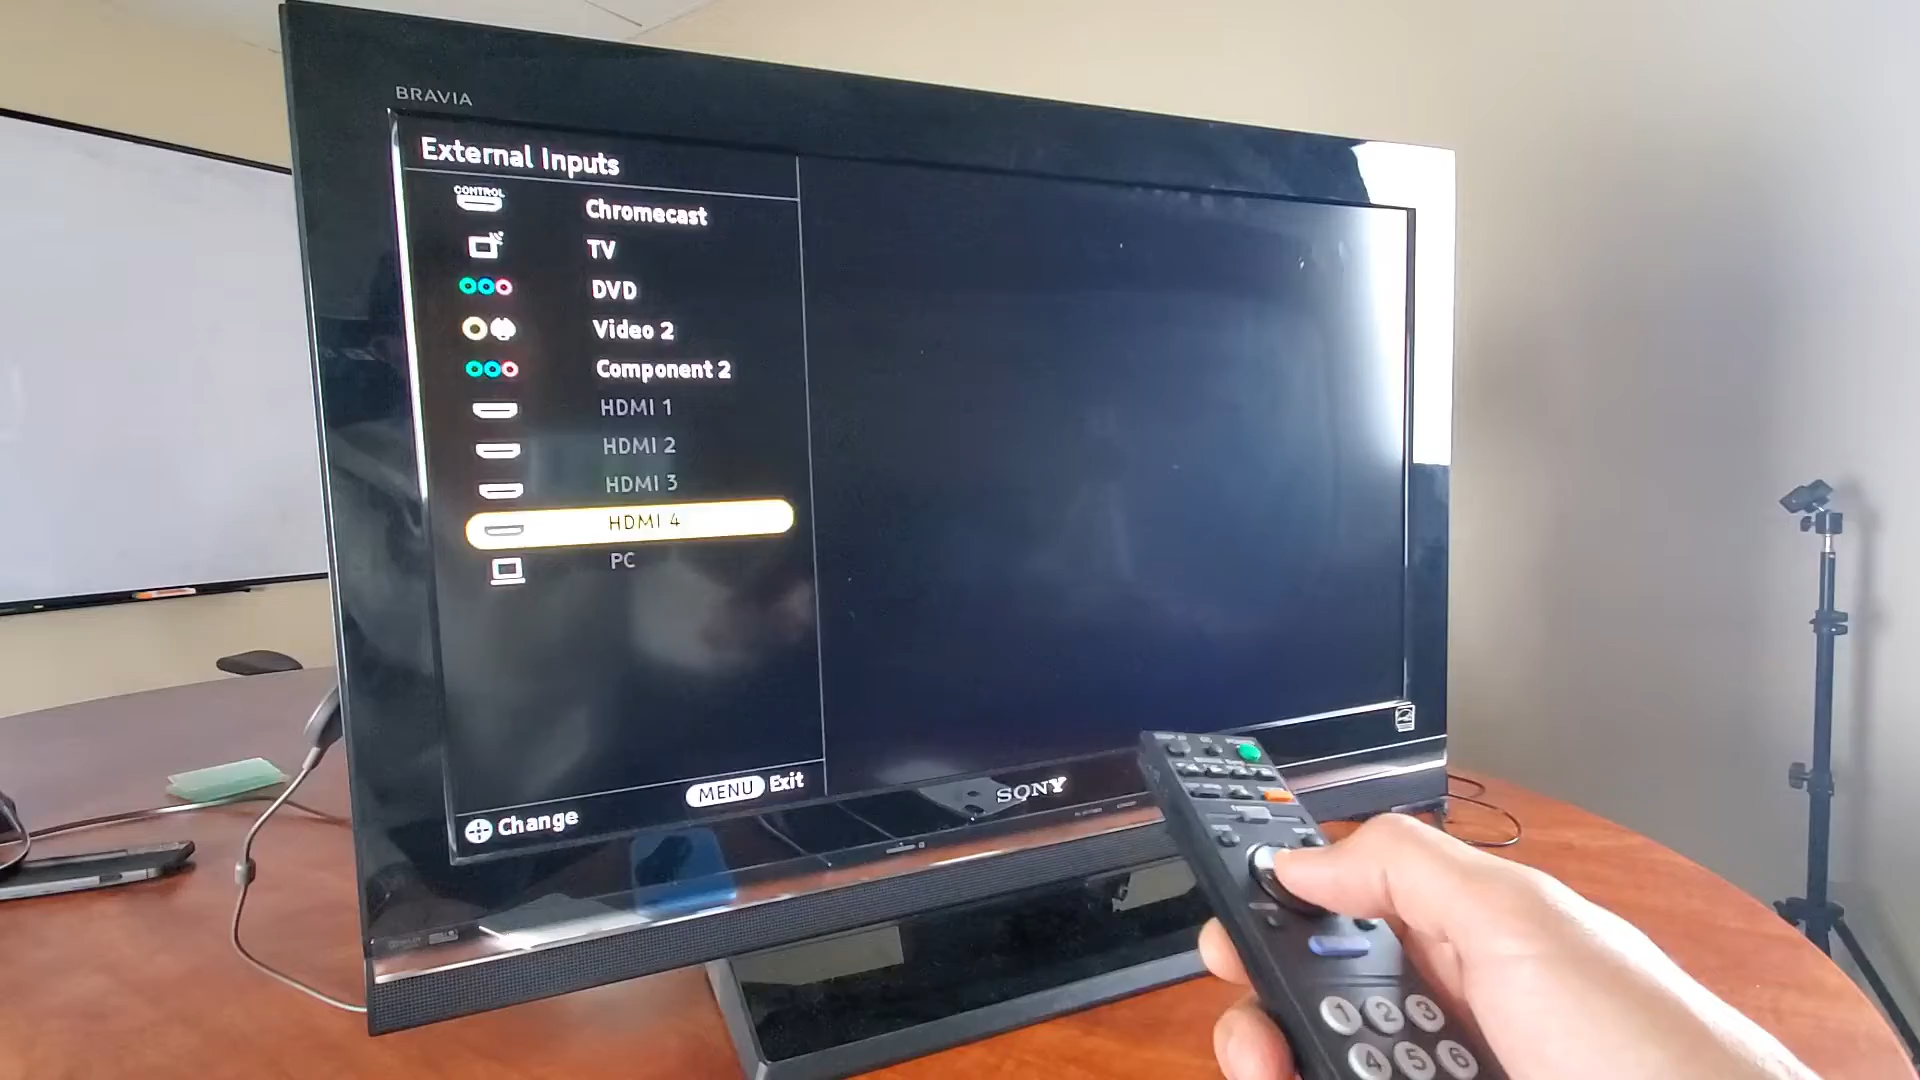 BRAVIA
External Inputs
CONTROL
Chromecast
TV
DVD
Video 2
Component 2
HDMI 1
HDMI 2
HDMI 3
HDMI 4
PC
MENU Exit
Change
SONY
1 2 3
4 5 6